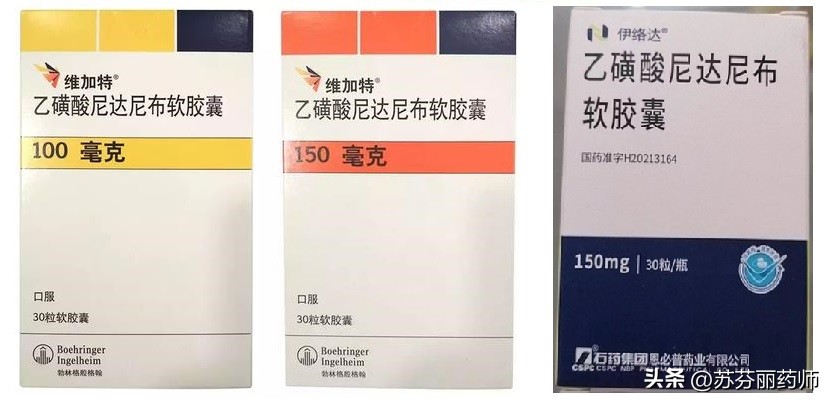 维加特®
乙磺酸尼达尼布软胶囊
100 毫克
口服
30粒软胶囊
Boehringer
Ingelheim
勃林格殷格翰
维加特®
乙磺酸尼达尼布软胶囊
150 毫克
口服
30粒软胶囊
Boehringer
Ingelheim
勃林格殷格翰
伊络达®
乙磺酸尼达尼布
软胶囊
国药准字H20213164
150mg | 30粒/瓶
石药集团恩必普药业有限公司
CSPC CSPC NBP PHARMACEUTICAL CO
头条 @苏芬丽药师